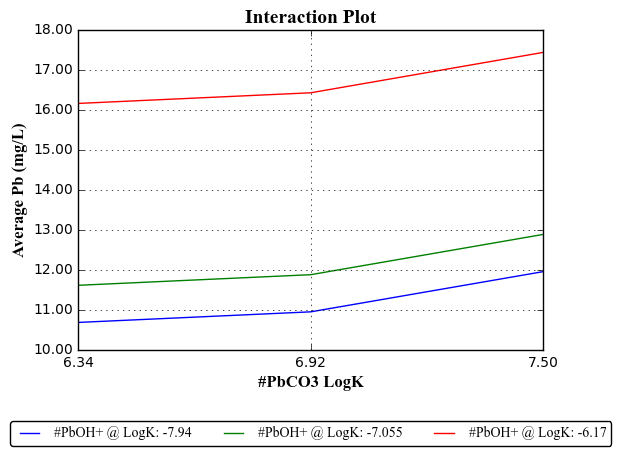 Interaction Plot
18.00
17.00
16.00
15.00
14.00
13.00
12.00
11.00
10.00
Average Pb (mg/L)
6.34 6.92 7.50
#PbCO3 LogK
#PbOH+ @ LogK: -7.94 #PbOH+ @ LogK: -7.055 #PbOH+ @ LogK: -6.17